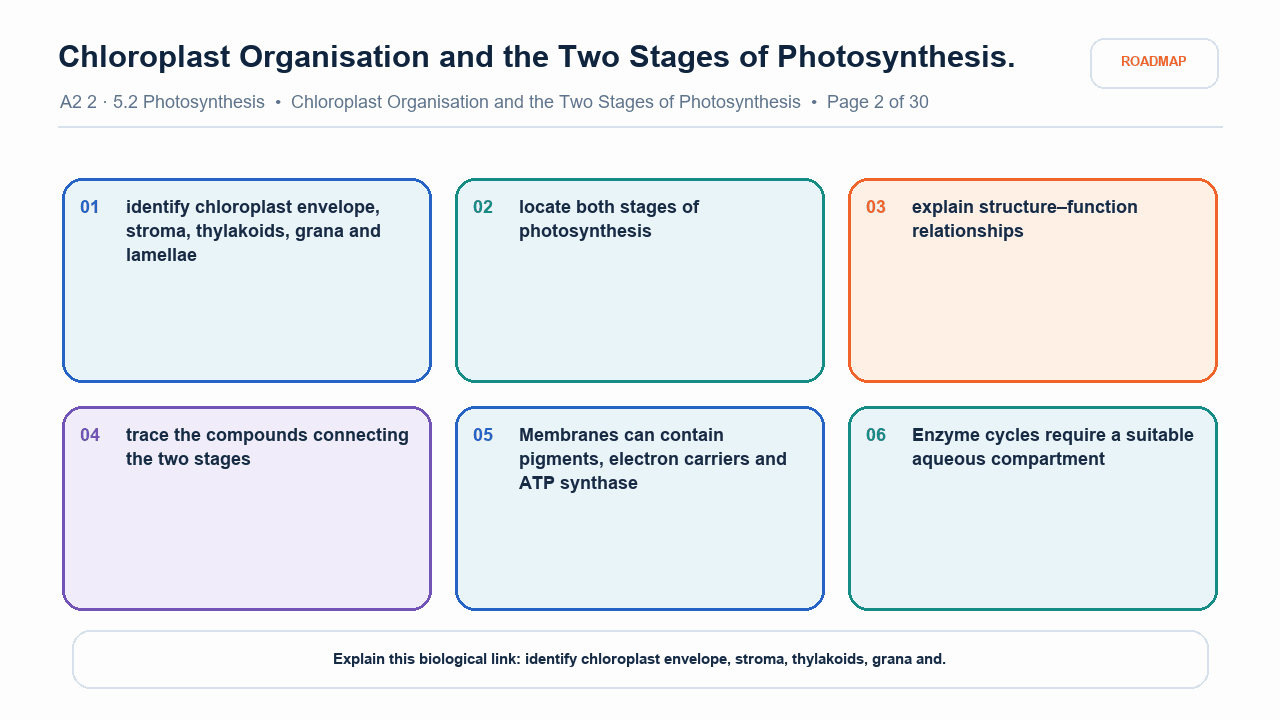 Chloroplast Organisation and the Two Stages of Photosynthesis.
ROADMAP
A2 2 · 5.2 Photosynthesis • Chloroplast Organisation and the Two Stages of Photosynthesis • Page 2 of 30
01 identify chloroplast envelope,
stroma, thylakoids, grana and
lamellae
02 locate both stages of
photosynthesis
03 explain structure–function
relationships
04 trace the compounds connecting
the two stages
05 Membranes can contain
pigments, electron carriers and
ATP synthase
06 Enzyme cycles require a suitable
aqueous compartment
Explain this biological link: identify chloroplast envelope, stroma, thylakoids, grana and.